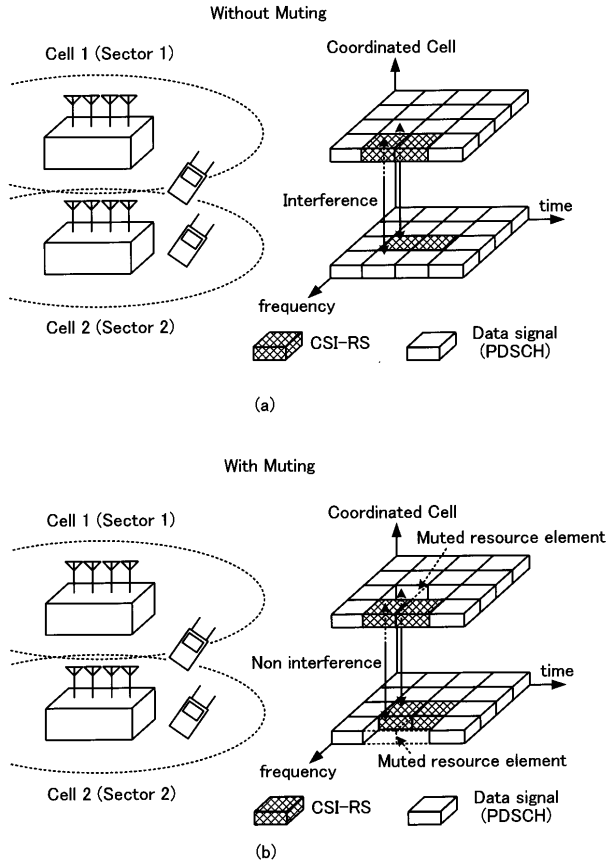 Without Muting
Cell 1 (Sector 1)
Coordinated Cell
Interference
time
frequency
Cell 2 (Sector 2)
CSI-RS
Data signal
(PDSCH)
(a)
With Muting
Cell 1 (Sector 1)
Coordinated Cell
Muted resource element
Non interference
time
Muted resource element
frequency
Cell 2 (Sector 2)
CSI-RS
Data signal
(PDSCH)
(b)